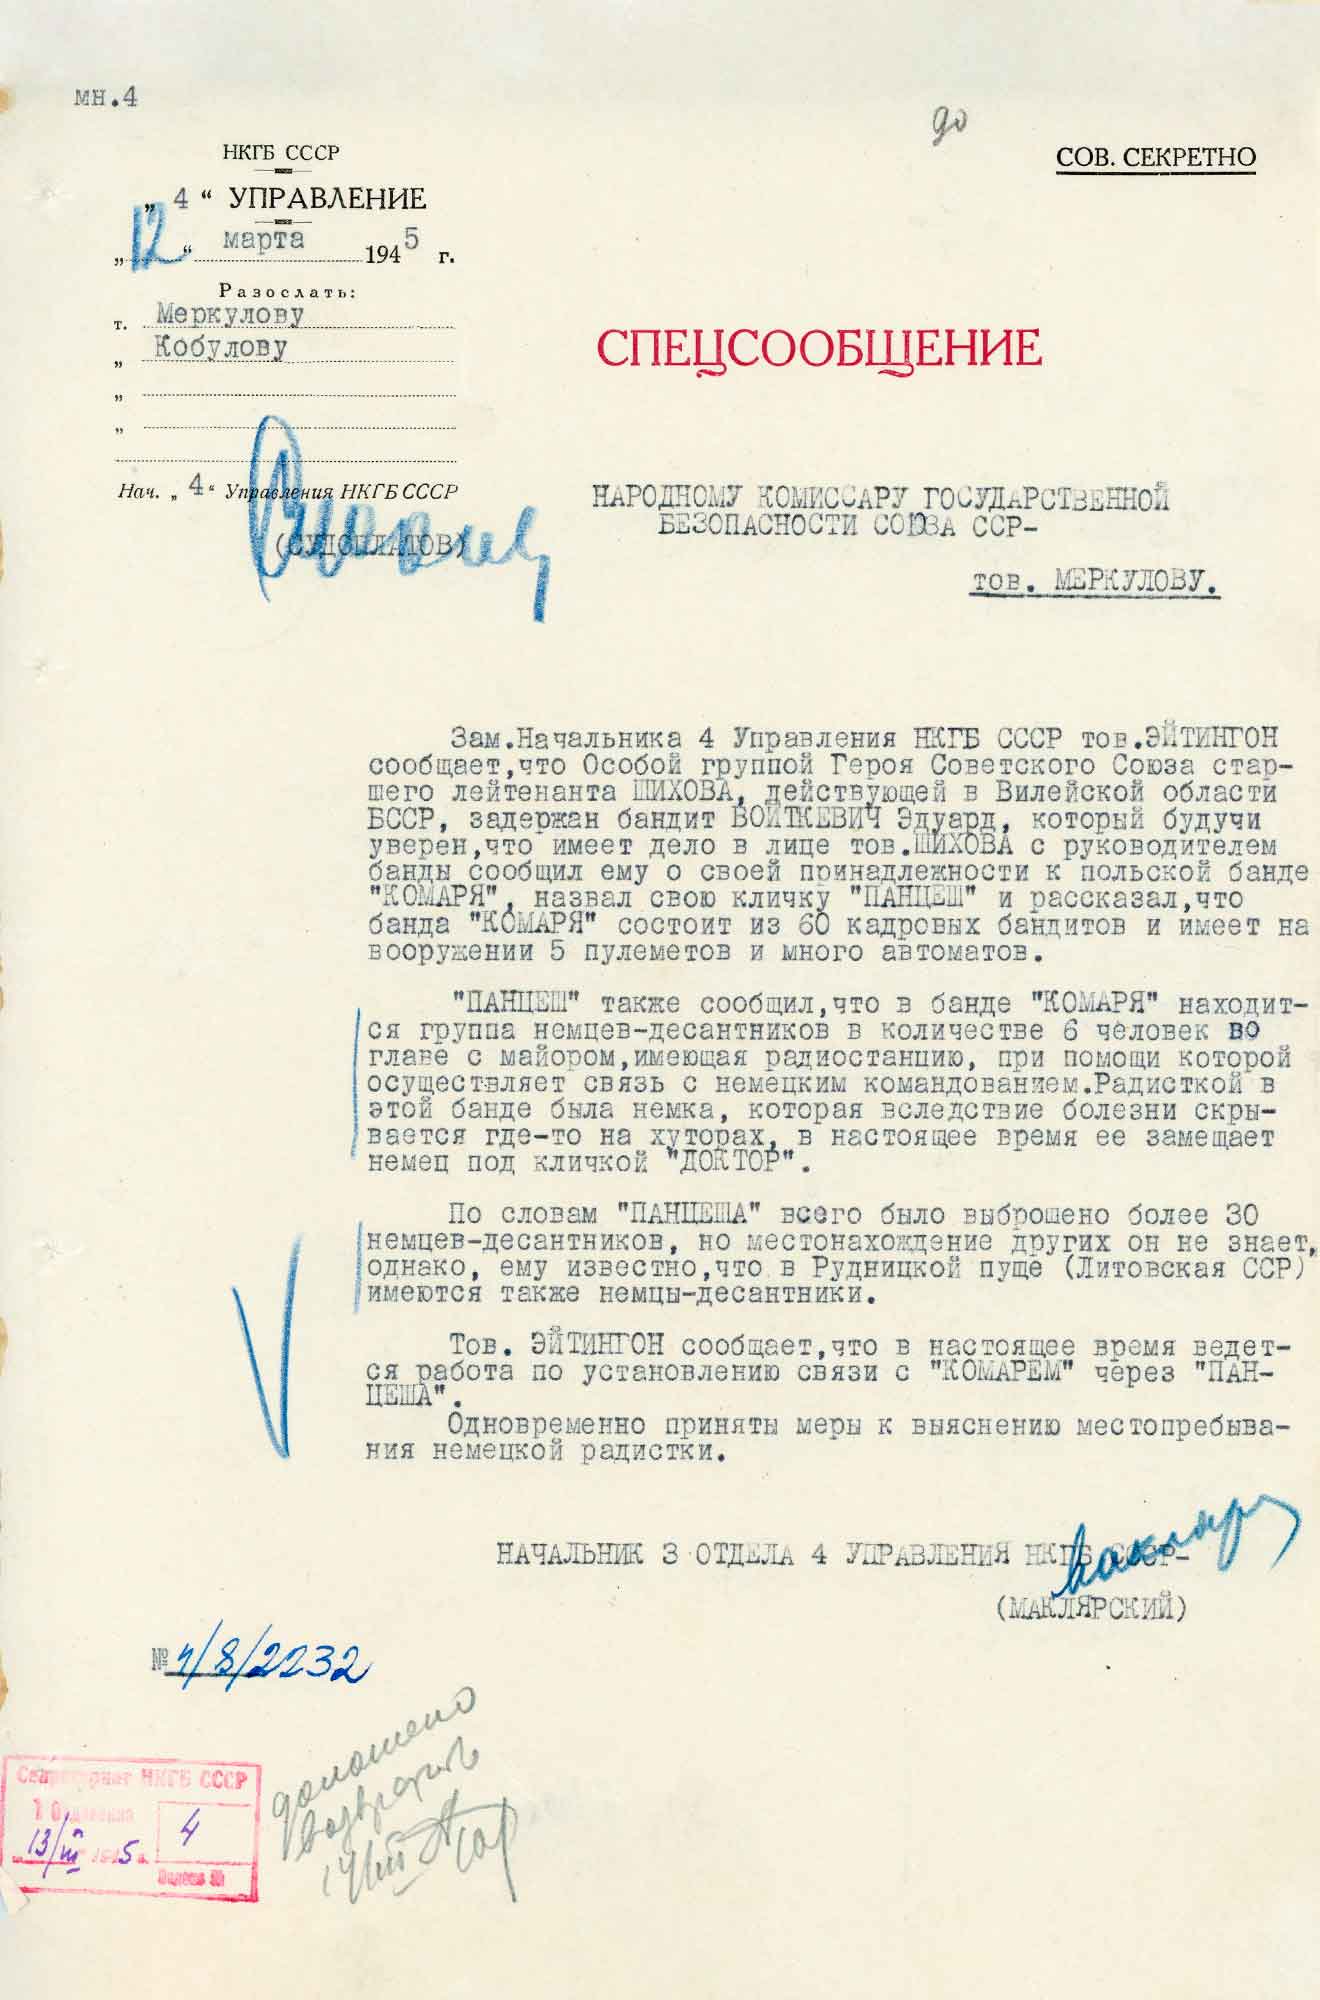 мн.4
до
НКГБ СССР
СОВ. СЕКРЕТНО
„ 4 “ УПРАВЛЕНИЕ
„ 12 “ марта 1945 г.
Разослать:
т. Меркулову
„ Кобулову
„
„
СПЕЦСООБЩЕНИЕ
Нач. „ 4 “ Управления НКГБ СССР
(СУДОПЛАТОВ)
НАРОДНОМУ КОМИССАРУ ГОСУДАРСТВЕННОЙ
БЕЗОПАСНОСТИ СОЮЗА ССР-
тов. МЕРКУЛОВУ.
Зам.Начальника 4 Управления НКГБ СССР тов.ЭЙТИНГОН
сообщает,что Особой группой Героя Советского Союза стар-
шего лейтенанта ШИХОВА, действующей в Вилейской области
БССР, задержан бандит ВОЙТКЕВИЧ Эдуард, который будучи
уверен,что имеет дело в лице тов.ШИХОВА с руководителем
банды сообщил ему о своей принадлежности к польской банде
"КОМАРЯ", назвал свою кличку "ПАНЦЕШ" и рассказал,что
банда "КОМАРЯ" состоит из 60 кадровых бандитов и имеет на
вооружении 5 пулеметов и много автоматов.
"ПАНЦЕШ" также сообщил,что в банде "КОМАРЯ" находит-
ся группа немцев-десантников в количестве 6 человек во
главе с майором,имеющая радиостанцию, при помощи которой
осуществляет связь с немецким командованием.Радисткой в
этой банде была немка, которая вследствие болезни скры-
вается где-то на хуторах, в настоящее время ее замещает
немец под кличкой "ДОКТОР".
По словам "ПАНЦЕША" всего было выброшено более 30
немцев-десантников, но местонахождение других он не знает,
однако, ему известно,что в Рудницкой пуще (Литовская ССР)
имеются также немцы-десантники.
Тов. ЭЙТИНГОН сообщает,что в настоящее время ведет-
ся работа по установлению связи с "КОМАРЕМ" через "ПАН-
ЦЕША".
Одновременно приняты меры к выяснению местопребыва-
ния немецкой радистки.
НАЧАЛЬНИК 3 ОТДЕЛА 4 УПРАВЛЕНИЯ НКГБ СССР-
(МАКЛЯРСКИЙ)
№ 4/8/2232
доложено
возвратить
14/III
Секретариат НКГБ СССР
1 Отделения
13/III 1945 г.
4